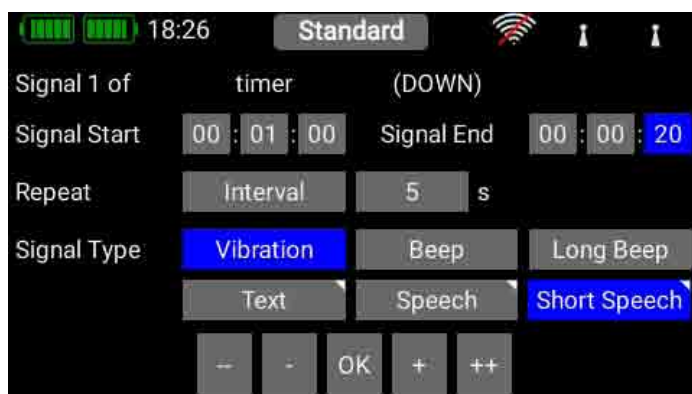 18:26 Standard
Signal 1 of timer (DOWN)
Signal Start 00 : 01 : 00 Signal End 00 : 00 : 20
Repeat Interval 5 s
Signal Type Vibration Beep Long Beep
Text Speech Short Speech
-- - OK + ++